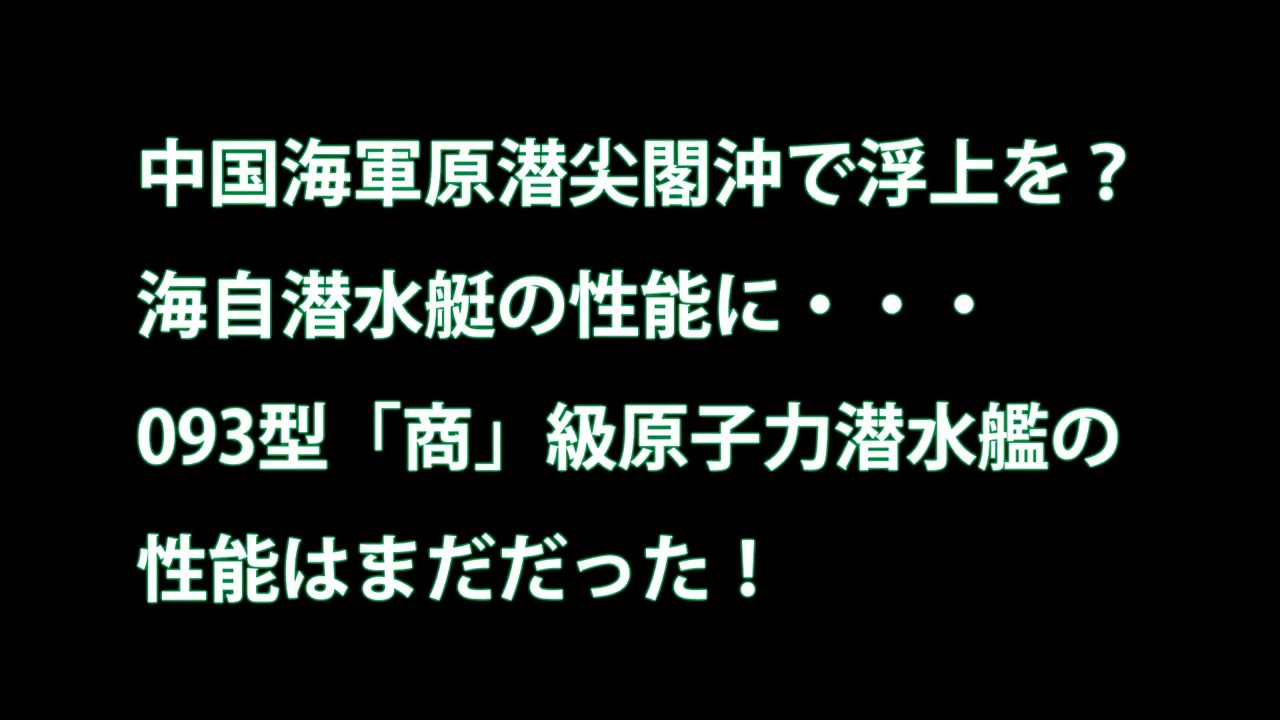 中国海軍原潜尖閣沖で浮上を？
海自潜水艇の性能に・・・
093型「商」級原子力潜水艦の
性能はまだだった！